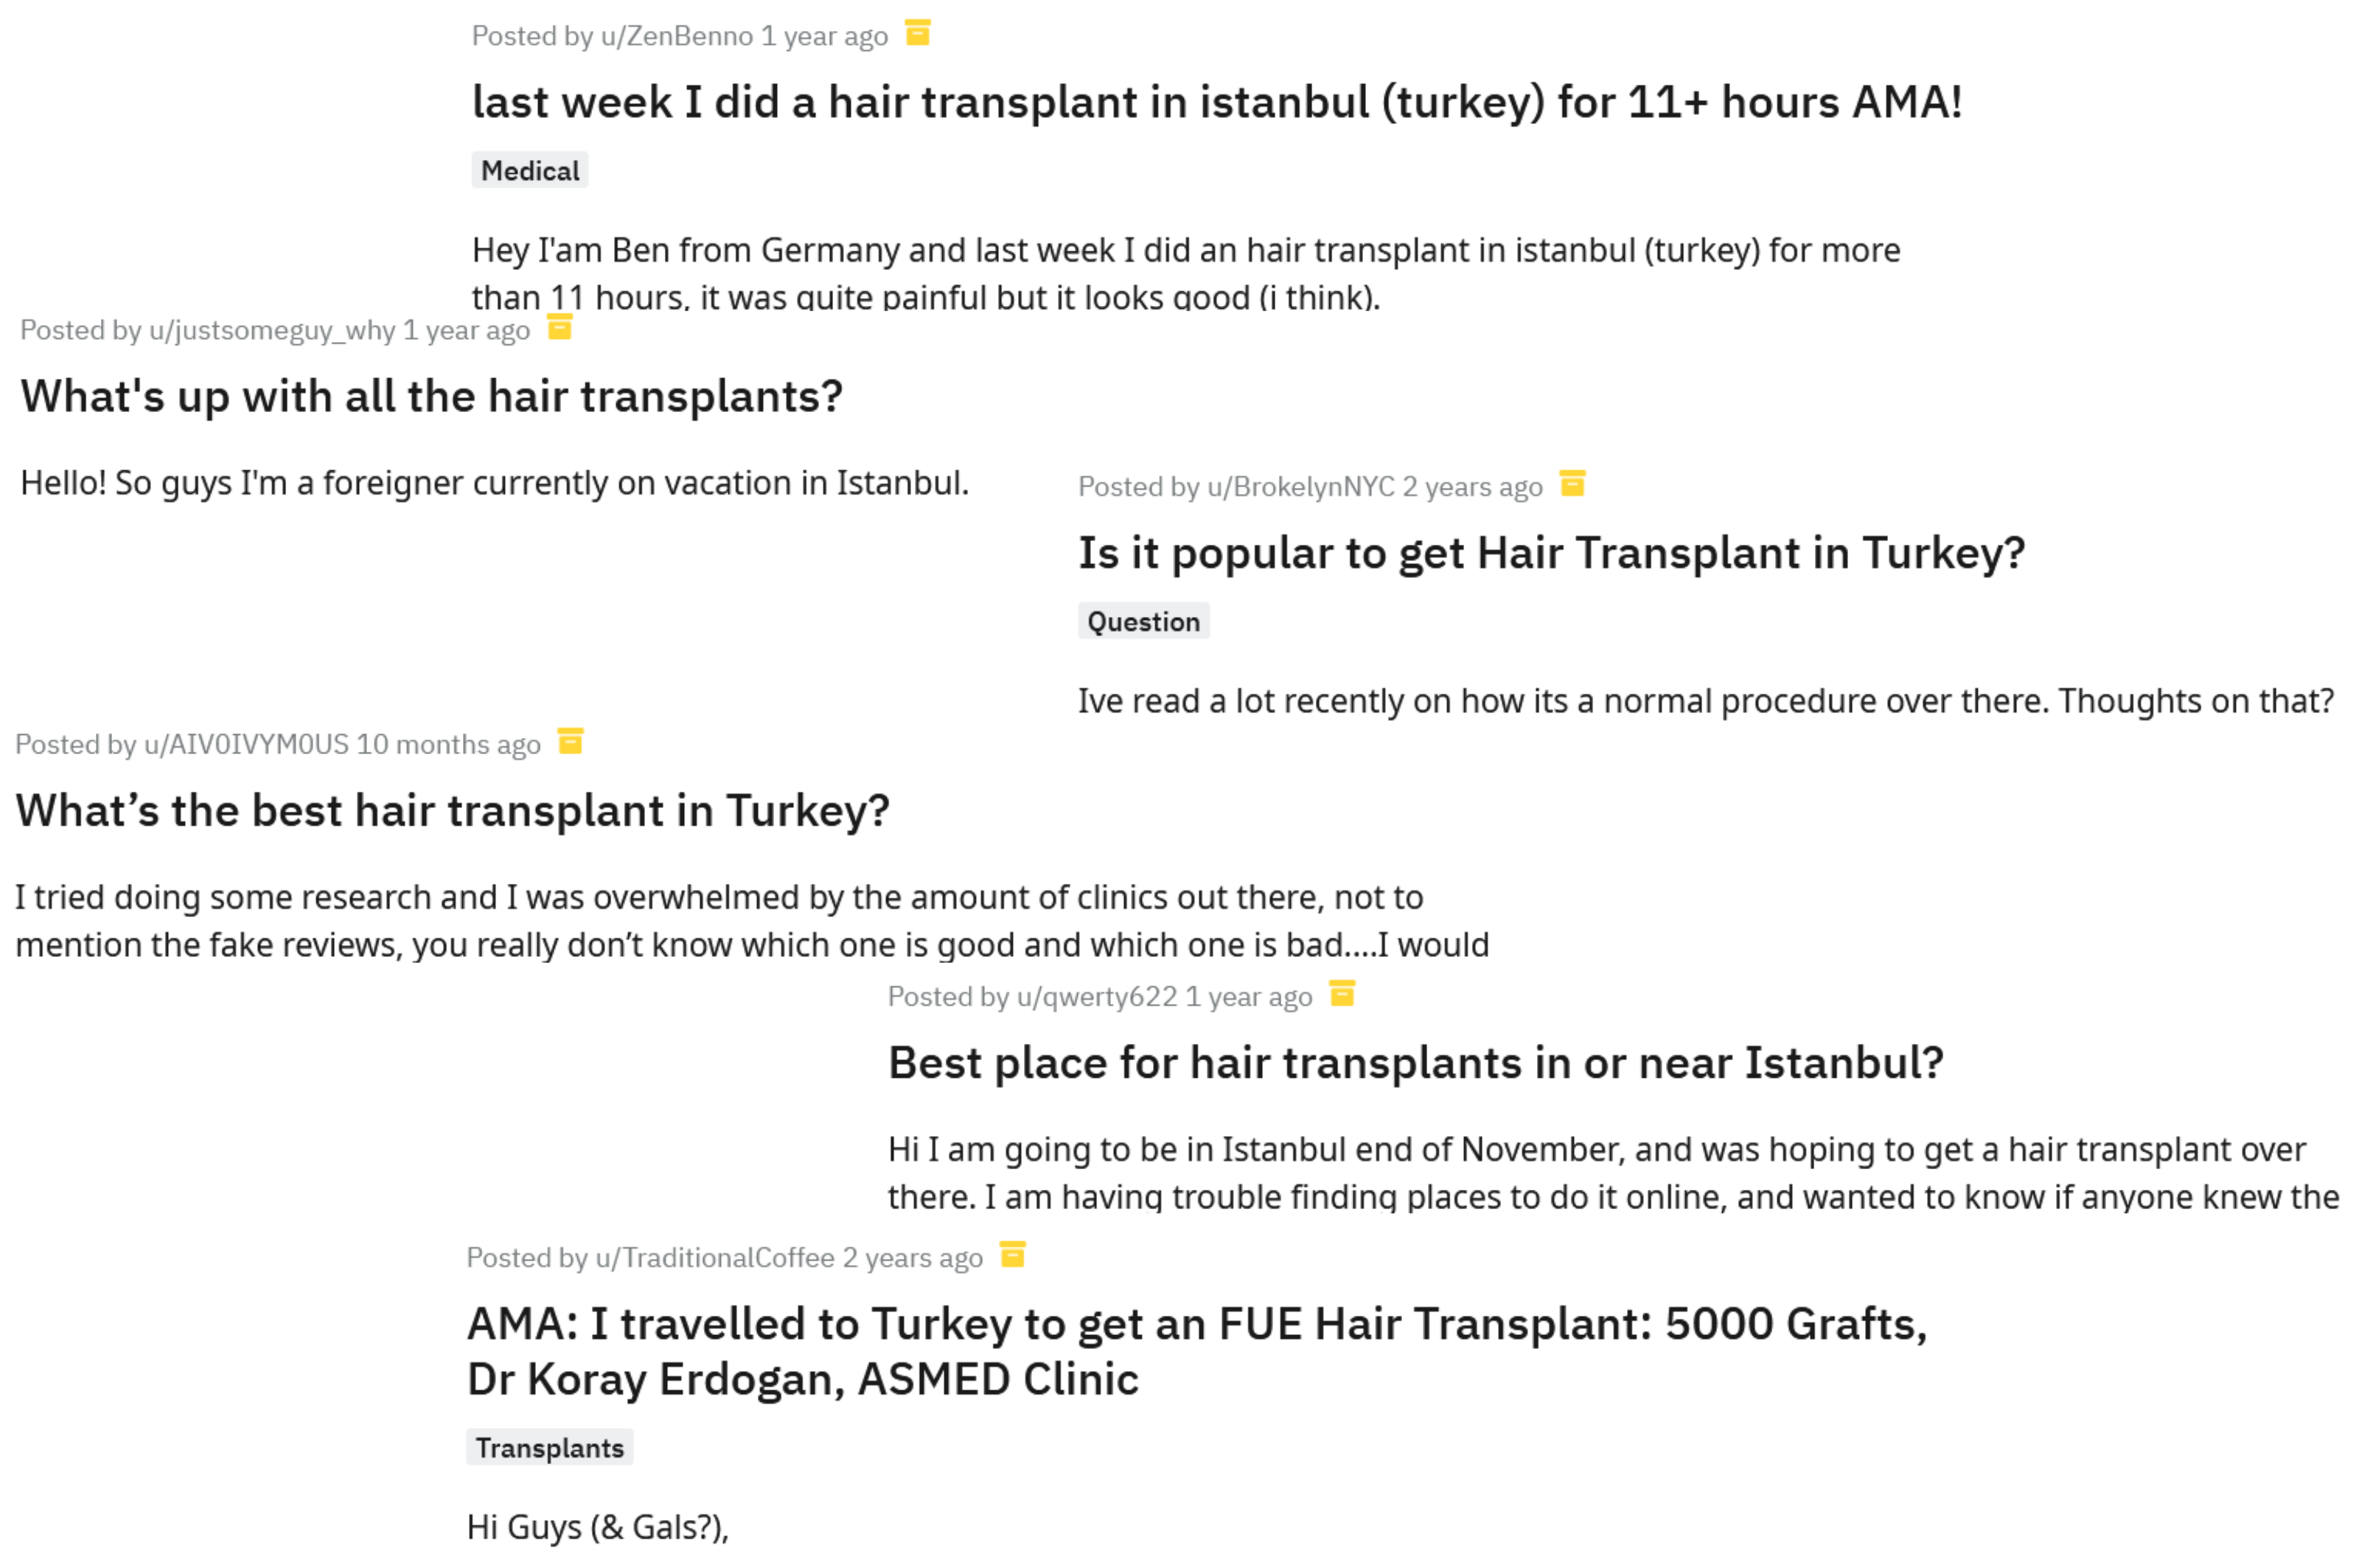 Posted by u/ZenBenno 1 year ago
last week I did a hair transplant in istanbul (turkey) for 11+ hours AMA!
Medical
Hey I'am Ben from Germany and last week I did an hair transplant in istanbul (turkey) for more
than 11 hours, it was quite painful but it looks good (i think).
Posted by u/justsomeguy_why 1 year ago
What's up with all the hair transplants?
Hello! So guys I'm a foreigner currently on vacation in Istanbul.
Posted by u/BrokelynNYC 2 years ago
Is it popular to get Hair Transplant in Turkey?
Question
Ive read a lot recently on how its a normal procedure over there. Thoughts on that?
Posted by u/AIV0IVYM0US 10 months ago
What’s the best hair transplant in Turkey?
I tried doing some research and I was overwhelmed by the amount of clinics out there, not to
mention the fake reviews, you really don’t know which one is good and which one is bad....I would
Posted by u/qwerty622 1 year ago
Best place for hair transplants in or near Istanbul?
Hi I am going to be in Istanbul end of November, and was hoping to get a hair transplant over
there. I am having trouble finding places to do it online, and wanted to know if anyone knew the
Posted by u/TraditionalCoffee 2 years ago
AMA: I travelled to Turkey to get an FUE Hair Transplant: 5000 Grafts,
Dr Koray Erdogan, ASMED Clinic
Transplants
Hi Guys (& Gals?),